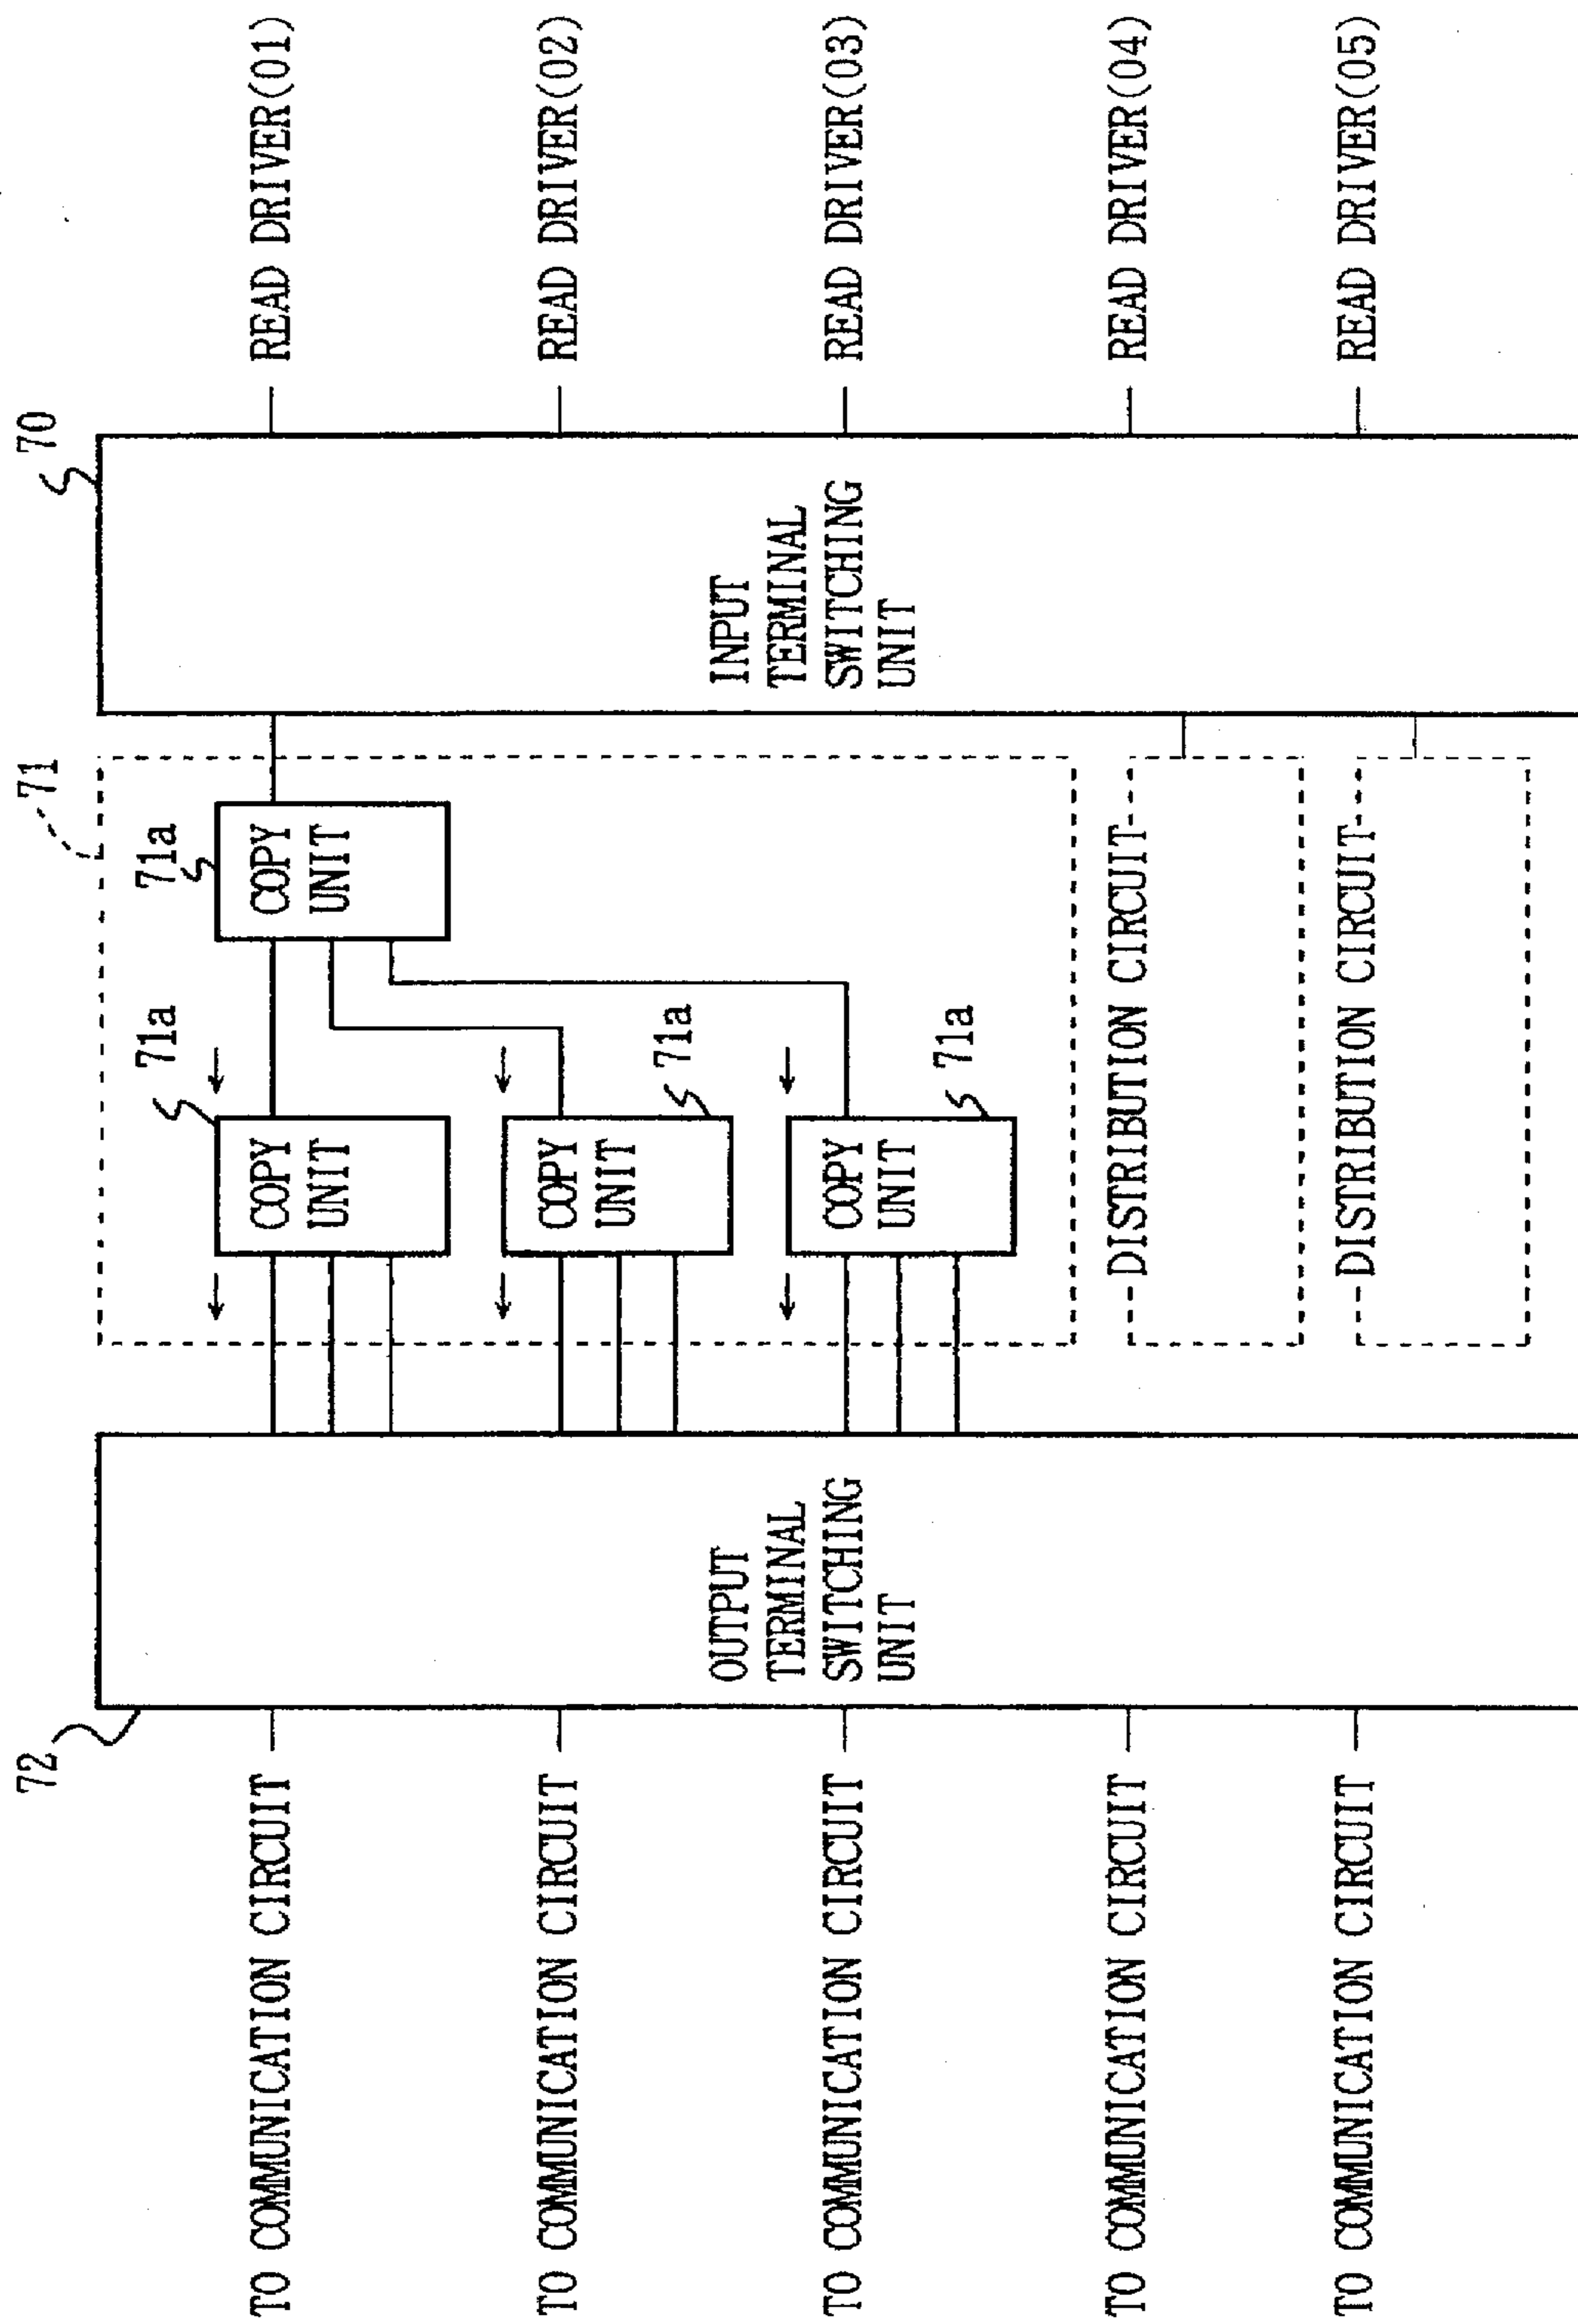 72
TO COMMUNICATION CIRCUIT
TO COMMUNICATION CIRCUIT
TO COMMUNICATION CIRCUIT
TO COMMUNICATION CIRCUIT
TO COMMUNICATION CIRCUIT
OUTPUT
TERMINAL
SWITCHING
UNIT
71
71a
COPY
UNIT
71a
COPY
UNIT
71a
COPY
UNIT
71a
COPY
UNIT
DISTRIBUTION CIRCUIT
DISTRIBUTION CIRCUIT
70
INPUT
TERMINAL
SWITCHING
UNIT
READ DRIVER(01)
READ DRIVER(02)
READ DRIVER(03)
READ DRIVER(04)
READ DRIVER(05)